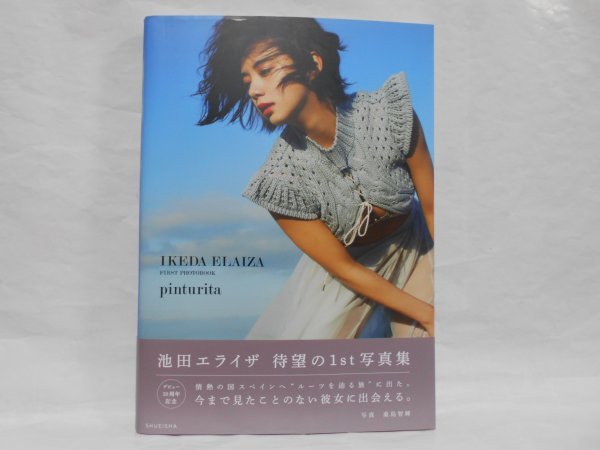 IKEDA ELAIZA
FIRST PHOTOBOOK
pinturita
池田エライザ 待望の1st写真集
デビュー
10周年
記念
情熱の国スペインへ“ルーツを辿る旅”に出た。
今まで見たことのない彼女に出会える。
写真
SHUEISHA